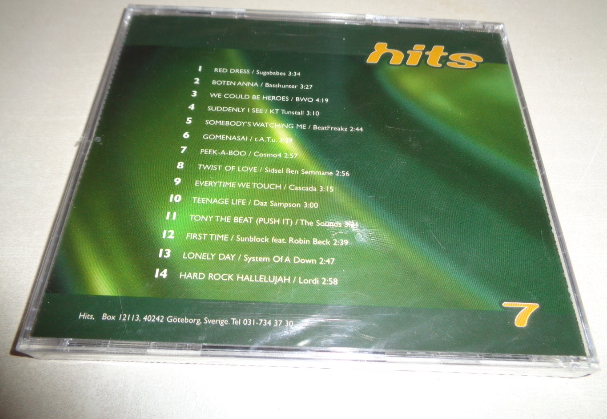 hits
1 RED DRESS / Sugababes 3:34
2 BOTEN ANNA / Basshunter 3:27
3 WE COULD BE HEROES / BWO 4:19
4 SUDDENLY I SEE / KT Tunstall 3:10
5 SOMEBODY'S WATCHING ME / BeatFreakz 2:44
6 GOMENASAI / t.A.T.u.
7 PEEK-A-BOO / Cosmo4 2:57
8 TWIST OF LOVE / Sidsel Ben Semmane 2:56
9 EVERYTIME WE TOUCH / Cascada 3:15
10 TEENAGE LIFE / Daz Sampson 3:00
11 TONY THE BEAT (PUSH IT) / The Sounds
12 FIRST TIME / Sunblock feat. Robin Beck 2:39
13 LONELY DAY / System Of A Down 2:47
14 HARD ROCK HALLELUJAH / Lordi 2:58
7
Hits, Box 12113, 40242 Göteborg, Sverige. Tel 031-734 37 30